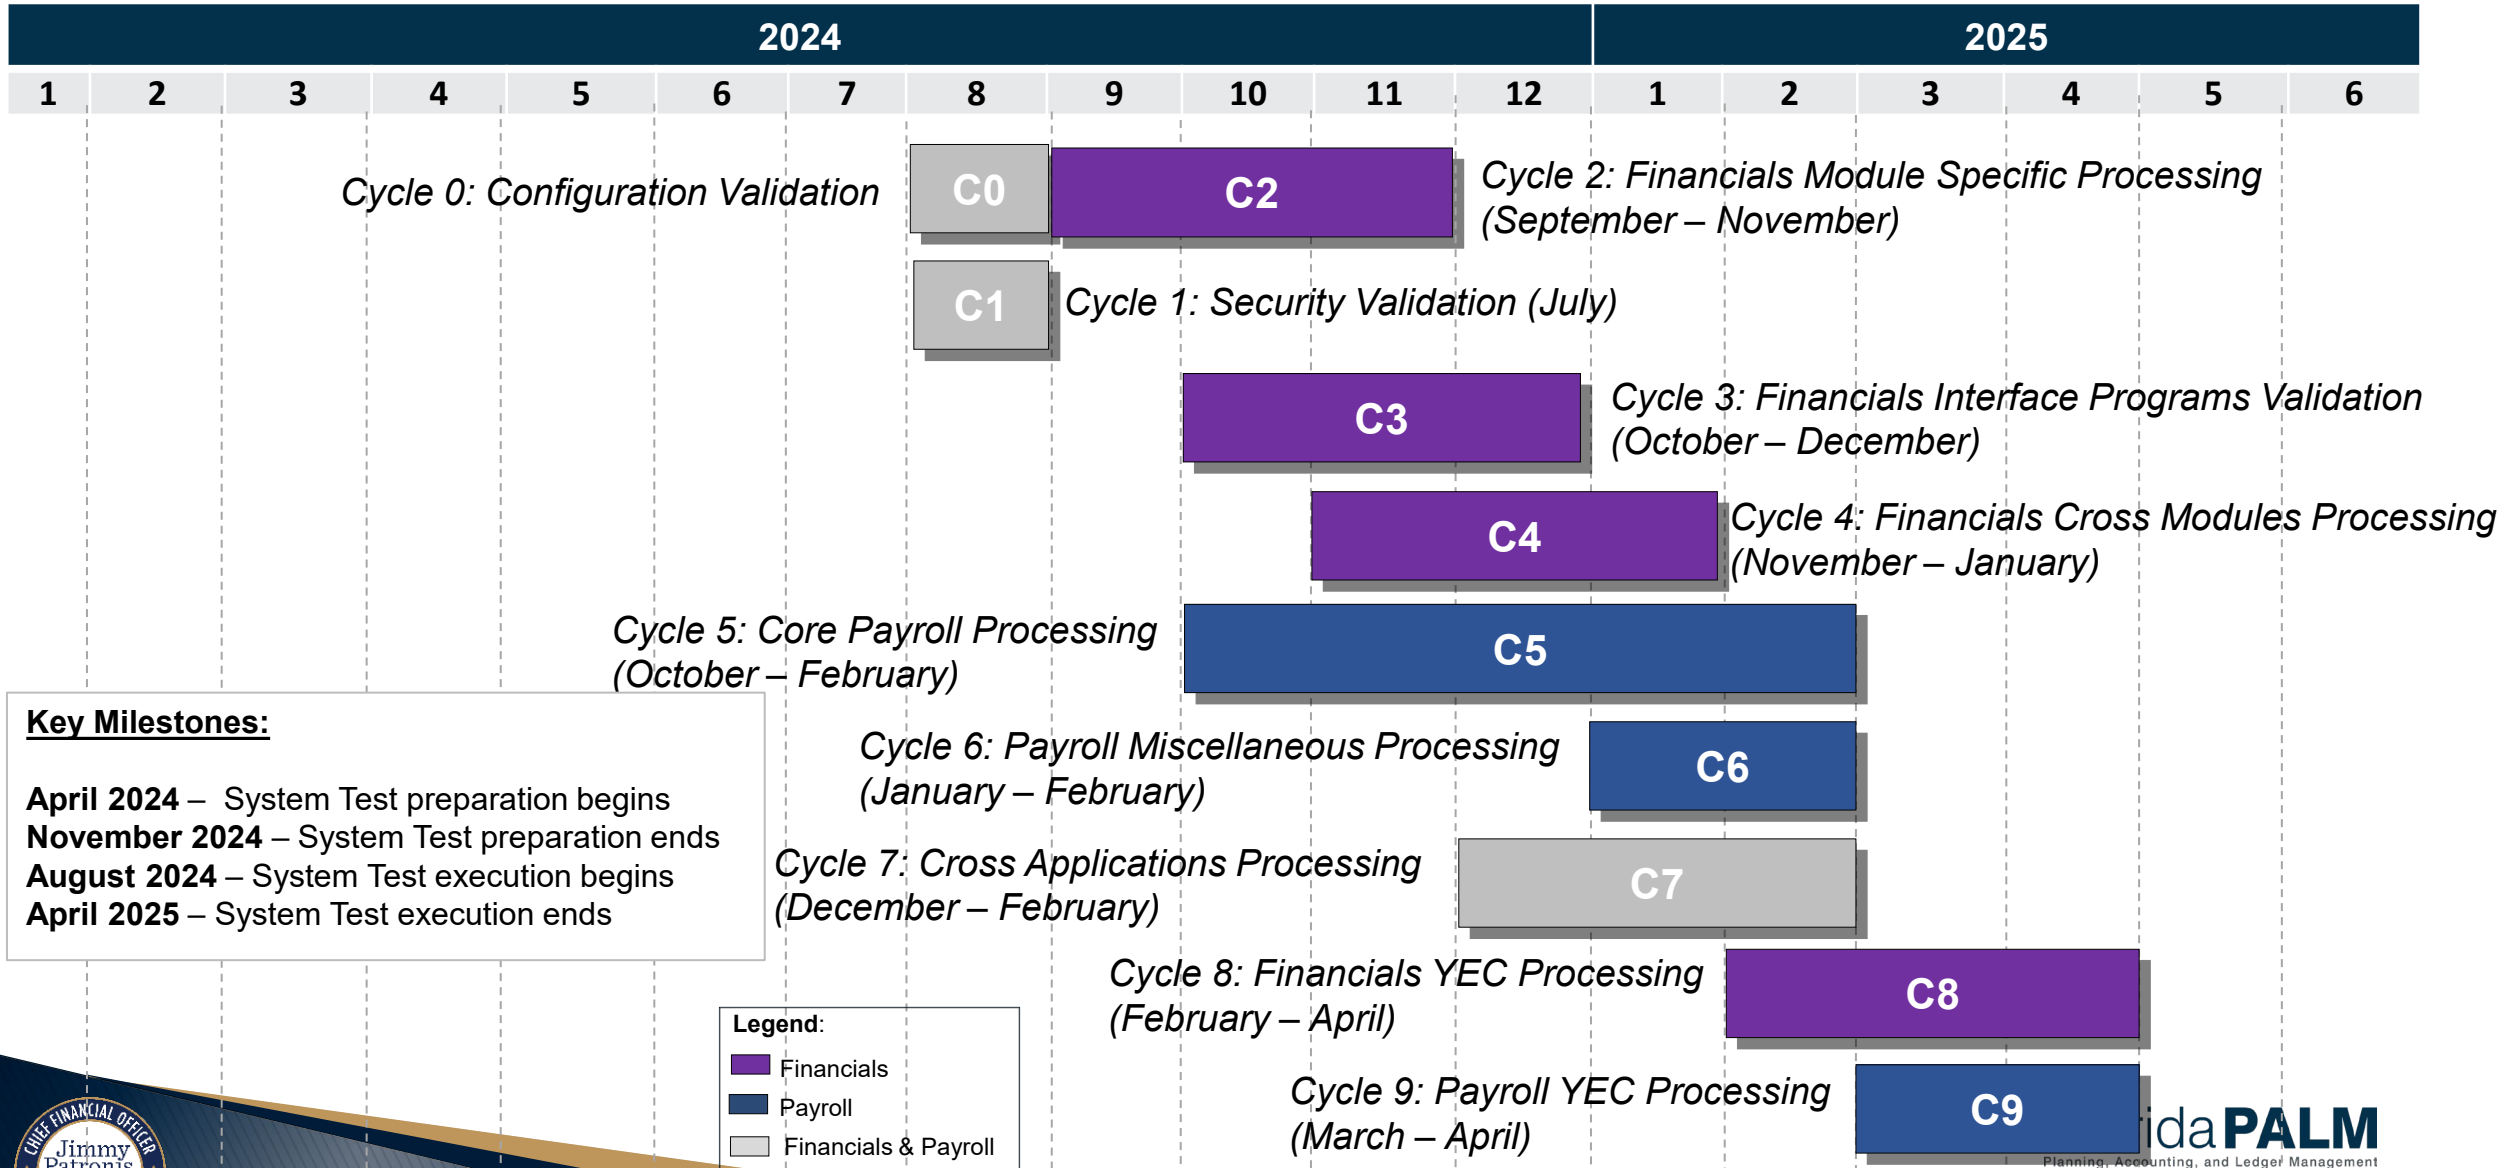 2024 2025
1 2 3 4 5 6 7 8 9 10 11 12 1 2 3 4 5 6
Cycle 0: Configuration Validation
C0
C2
Cycle 2: Financials Module Specific Processing
(September – November)
C1
Cycle 1: Security Validation (July)
C3
Cycle 3: Financials Interface Programs Validation
(October – December)
C4
Cycle 4: Financials Cross Modules Processing
(November – January)
Cycle 5: Core Payroll Processing
(October – February)
C5
Key Milestones:
April 2024 – System Test preparation begins
November 2024 – System Test preparation ends
August 2024 – System Test execution begins
April 2025 – System Test execution ends
Cycle 6: Payroll Miscellaneous Processing
(January – February)
C6
Cycle 7: Cross Applications Processing
(December – February)
C7
Cycle 8: Financials YEC Processing
(February – April)
C8
Legend:
Financials
Payroll
Financials & Payroll
Cycle 9: Payroll YEC Processing
(March – April)
C9
CHIEF FINANCIAL OFFICER
Jimmy
Patronis
ridaPALM
Planning, Accounting, and Ledger Management